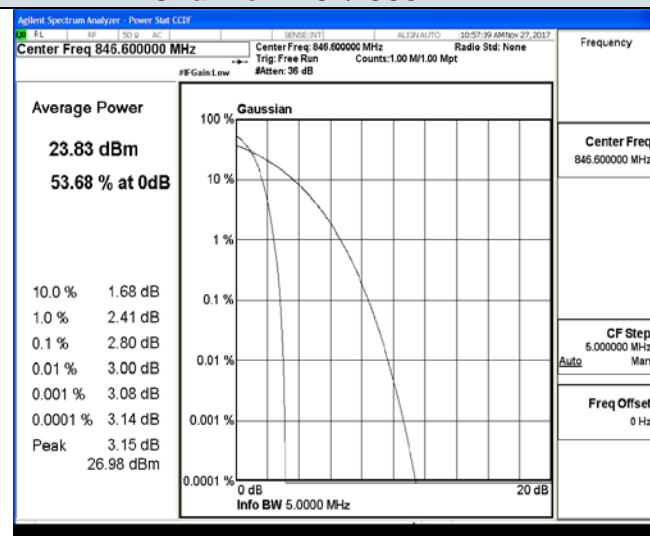 Agilent Spectrum Analyzer - Power Stat CCDF
RL RF 50 Ω AC SENSE:INT ALIGN AUTO 10:57:39 AM Nov 27, 2017
Center Freq 846.600000 MHz
Center Freq: 846.600000 MHz Radio Std: None
Trig: Free Run Counts:1.00 M/1.00 Mpt
#IFGain:Low #Atten: 36 dB
Frequency
Average Power
23.83 dBm
53.68 % at 0dB
10.0 % 1.68 dB
1.0 % 2.41 dB
0.1 % 2.80 dB
0.01 % 3.00 dB
0.001 % 3.08 dB
0.0001 % 3.14 dB
Peak 3.15 dB
26.98 dBm
Gaussian
100 %
10 %
1 %
0.1 %
0.01 %
0.001 %
0.0001 %
0 dB 20 dB
Info BW 5.0000 MHz
Center Freq
846.600000 MHz
CF Step
5.000000 MHz
Auto Man
Freq Offset
0 Hz